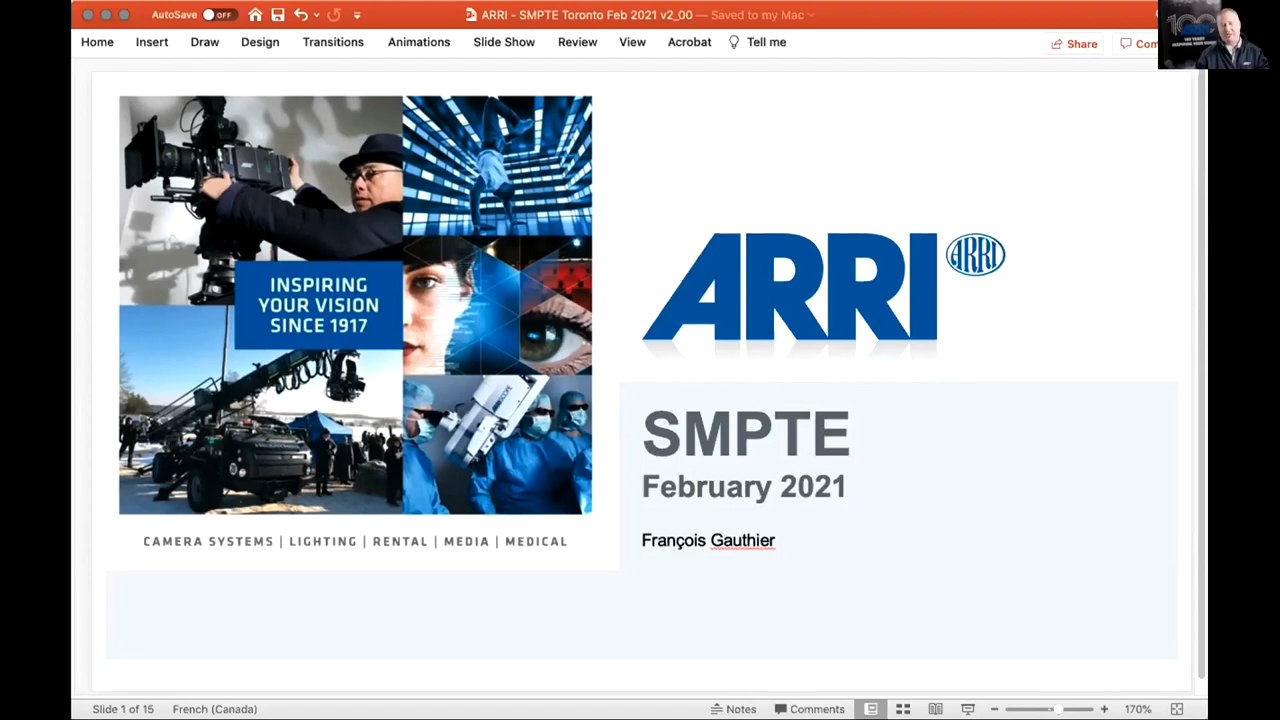 AutoSave OFF
ARRI - SMPTE Toronto Feb 2021 v2_00 — Saved to my Mac
Home Insert Draw Design Transitions Animations Slide Show Review View Acrobat Tell me
Share
INSPIRING
YOUR VISION
SINCE 1917
CAMERA SYSTEMS | LIGHTING | RENTAL | MEDIA | MEDICAL
ARRI
ARRI
SMPTE
February 2021
François Gauthier
Slide 1 of 15 French (Canada) Notes Comments 170%